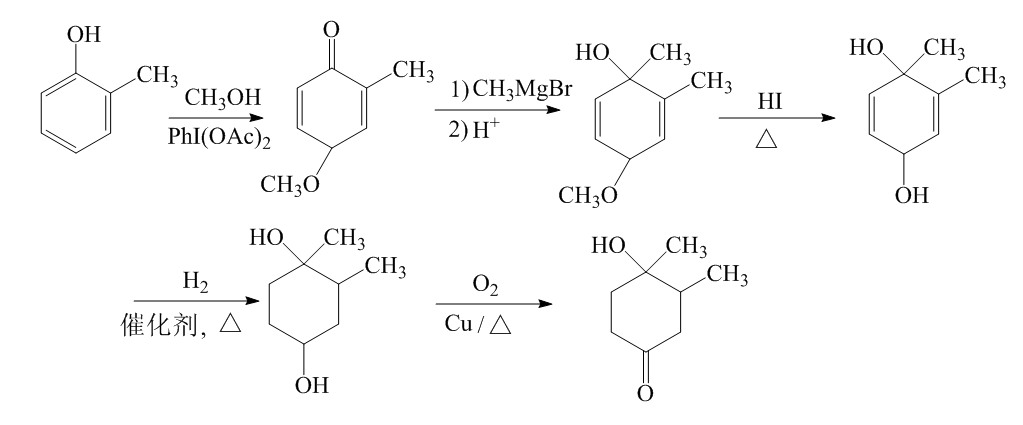 OH
CH₃
CH₃OH
PhI(OAc)₂
O
CH₃
CH₃O
1)CH₃MgBr
2)H⁺
HO
CH₃
CH₃
CH₃O
HI
△
HO
CH₃
CH₃
OH
H₂
催化剂, △
HO
CH₃
CH₃
OH
O₂
Cu / △
HO
CH₃
CH₃
O